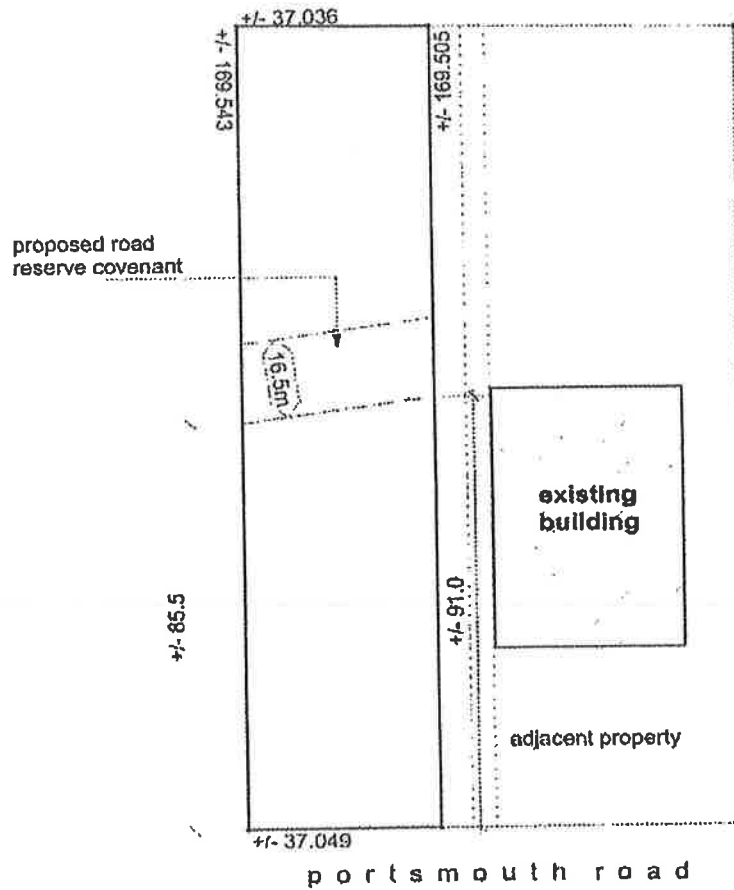 +/- 37.036
+/- 169.543
+/- 169.505
proposed road
reserve covenant
16.5m
existing
building
+/- 85.5
+/- 91.0
adjacent property
+/- 37.049
portsmouth road